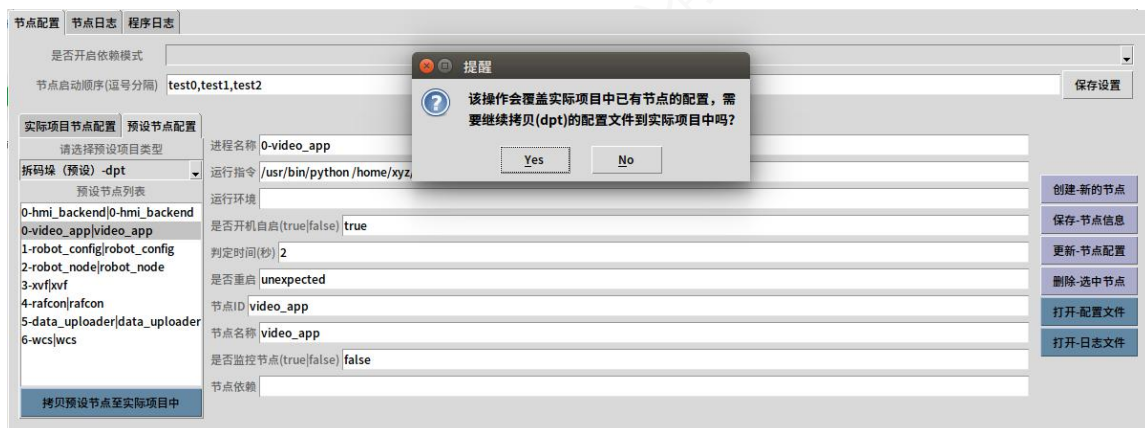 节点配置 节点日志 程序日志
是否开启依赖模式
节点启动顺序(逗号分隔) test0,test1,test2
保存设置
提醒
该操作会覆盖实际项目中已有节点的配置，需
要继续拷贝(dpt)的配置文件到实际项目中吗？
Yes No
实际项目节点配置 预设节点配置
请选择预设项目类型
拆码垛（预设）-dpt
预设节点列表
0-hmi_backend|0-hmi_backend
0-video_app|video_app
1-robot_config|robot_config
2-robot_node|robot_node
3-xvf|xvf
4-rafcon|rafcon
5-data_uploader|data_uploader
6-wcs|wcs
拷贝预设节点至实际项目中
进程名称 0-video_app
运行指令 /usr/bin/python /home/xyz,
运行环境
是否开机自启(true|false) true
判定时间(秒) 2
是否重启 unexpected
节点ID video_app
节点名称 video_app
是否监控节点(true|false) false
节点依赖
创建-新的节点
保存-节点信息
更新-节点配置
删除-选中节点
打开-配置文件
打开-日志文件